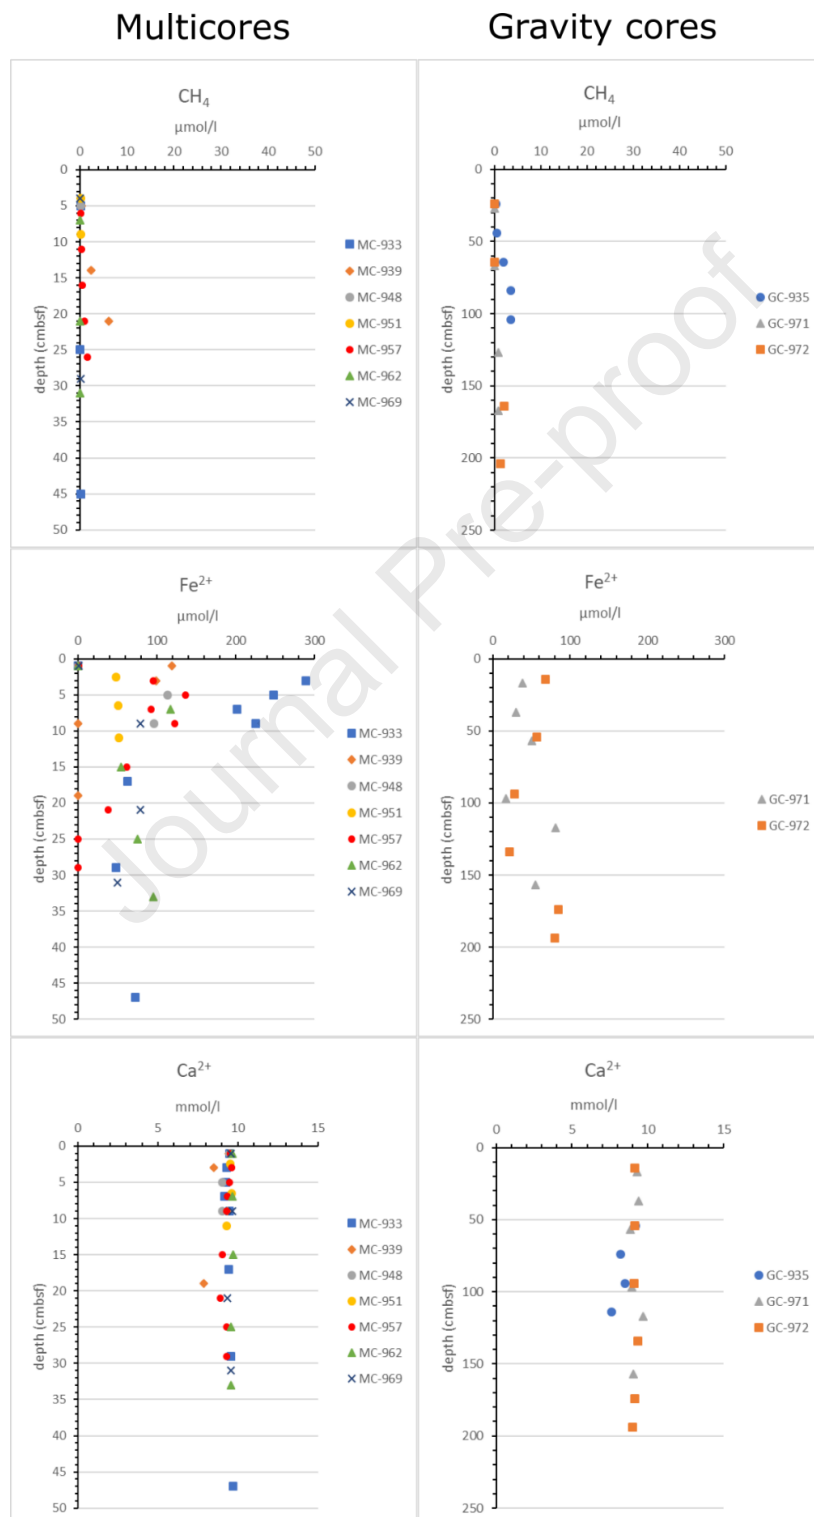 Multicores
Gravity cores
CH₄
µmol/l
0 10 20 30 40 50
0
5
10
15
20
25
30
35
40
45
50
depth (cmbsf)
MC-933
MC-939
MC-948
MC-951
MC-957
MC-962
MC-969
CH₄
µmol/l
0 10 20 30 40 50
0
50
100
150
200
250
depth (cmbsf)
GC-935
GC-971
GC-972
Fe²⁺
µmol/l
0 100 200 300
0
5
10
15
20
25
30
35
40
45
50
depth (cmbsf)
MC-933
MC-939
MC-948
MC-951
MC-957
MC-962
MC-969
Fe²⁺
µmol/l
0 100 200 300
0
50
100
150
200
250
depth (cmbsf)
GC-971
GC-972
Ca²⁺
mmol/l
0 5 10 15
0
5
10
15
20
25
30
35
40
45
50
depth (cmbsf)
MC-933
MC-939
MC-948
MC-951
MC-957
MC-962
MC-969
Ca²⁺
mmol/l
0 5 10 15
0
50
100
150
200
250
depth (cmbsf)
GC-935
GC-971
GC-972
Journal Pre-proof